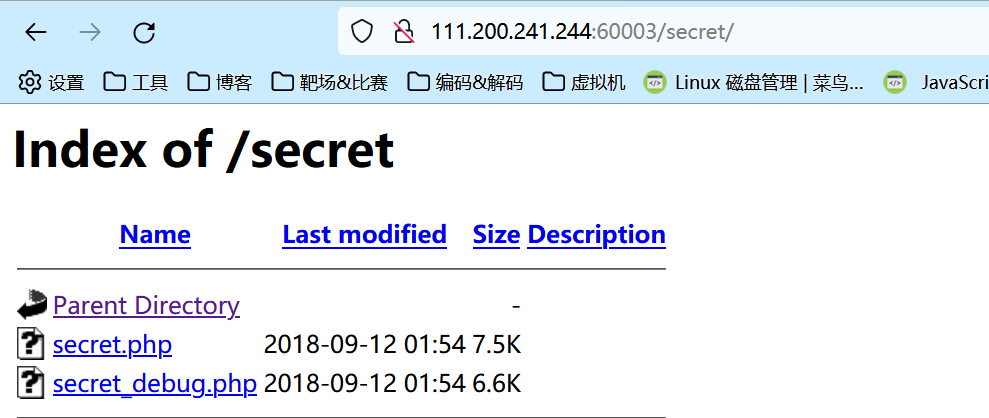 111.200.241.244:60003/secret/
设置 工具 博客 靶场&比赛 编码&解码 虚拟机 Linux 磁盘管理 | 菜鸟... JavaScri
Index of /secret
Name Last modified Size Description
Parent Directory -
secret.php 2018-09-12 01:54 7.5K
secret_debug.php 2018-09-12 01:54 6.6K